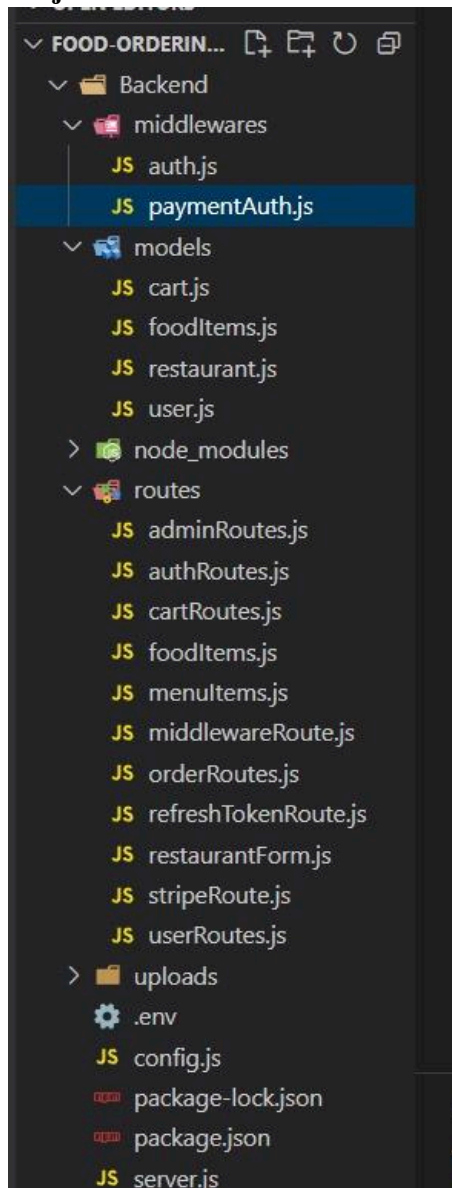 FOOD-ORDERIN...
Backend
middlewares
JS auth.js
JS paymentAuth.js
models
JS cart.js
JS foodItems.js
JS restaurant.js
JS user.js
node_modules
routes
JS adminRoutes.js
JS authRoutes.js
JS cartRoutes.js
JS foodItems.js
JS menuItems.js
JS middlewareRoute.js
JS orderRoutes.js
JS refreshTokenRoute.js
JS restaurantForm.js
JS stripeRoute.js
JS userRoutes.js
uploads
.env
JS config.js
package-lock.json
package.json
JS server.js